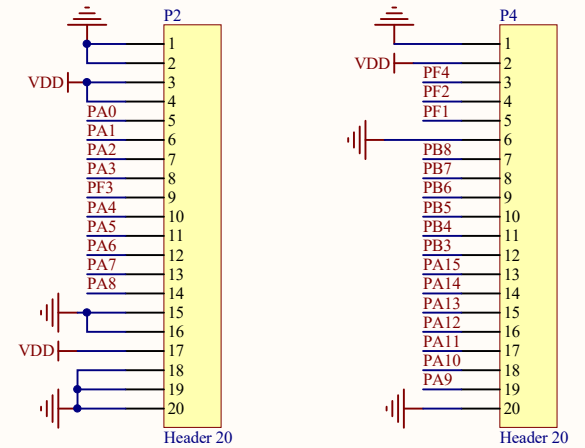 P2
1
2
VDD 3
4
PA0 5
PA1 6
PA2 7
PA3 8
PF3 9
PA4 10
PA5 11
PA6 12
PA7 13
PA8 14
15
16
VDD 17
18
19
20
Header 20
P4
1
VDD 2
PF4 3
PF2 4
PF1 5
6
PB8 7
PB7 8
PB6 9
PB5 10
PB4 11
PB3 12
PA15 13
PA14 14
PA13 15
PA12 16
PA11 17
PA10 18
PA9 19
20
Header 20